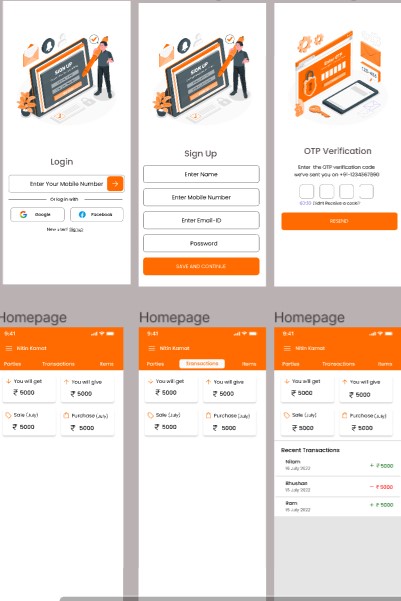 SIGN UP
SIGN UP
Login
Enter Your Mobile Number
Or log in with
Google
Facebook
New user? Sign up
Sign Up
Enter Name
Enter Mobile Number
Enter Email-ID
Password
SAVE AND CONTINUE
OTP Verification
Enter the OTP verification code
we've sent you on +91-1234567890
Didn't Receive a code?
RESEND
Homepage
9:41
Nitin Kamat
Parties
Transactions
Items
You will get
₹ 5000
You will give
₹ 5000
Sale (July)
₹ 5000
Purchase (July)
₹ 5000
Homepage
9:41
Nitin Kamat
Parties
Transactions
Items
You will get
₹ 5000
You will give
₹ 5000
Sale (July)
₹ 5000
Purchase (July)
₹ 5000
Homepage
9:41
Nitin Kamat
Parties
Transactions
Items
You will get
₹ 5000
You will give
₹ 5000
Sale (July)
₹ 5000
Purchase (July)
₹ 5000
Recent Transactions
Nilam
+ ₹ 5000
15 July 2022
Bhushan
− ₹ 5000
15 July 2022
Ram
+ ₹ 5000
15 July 2022